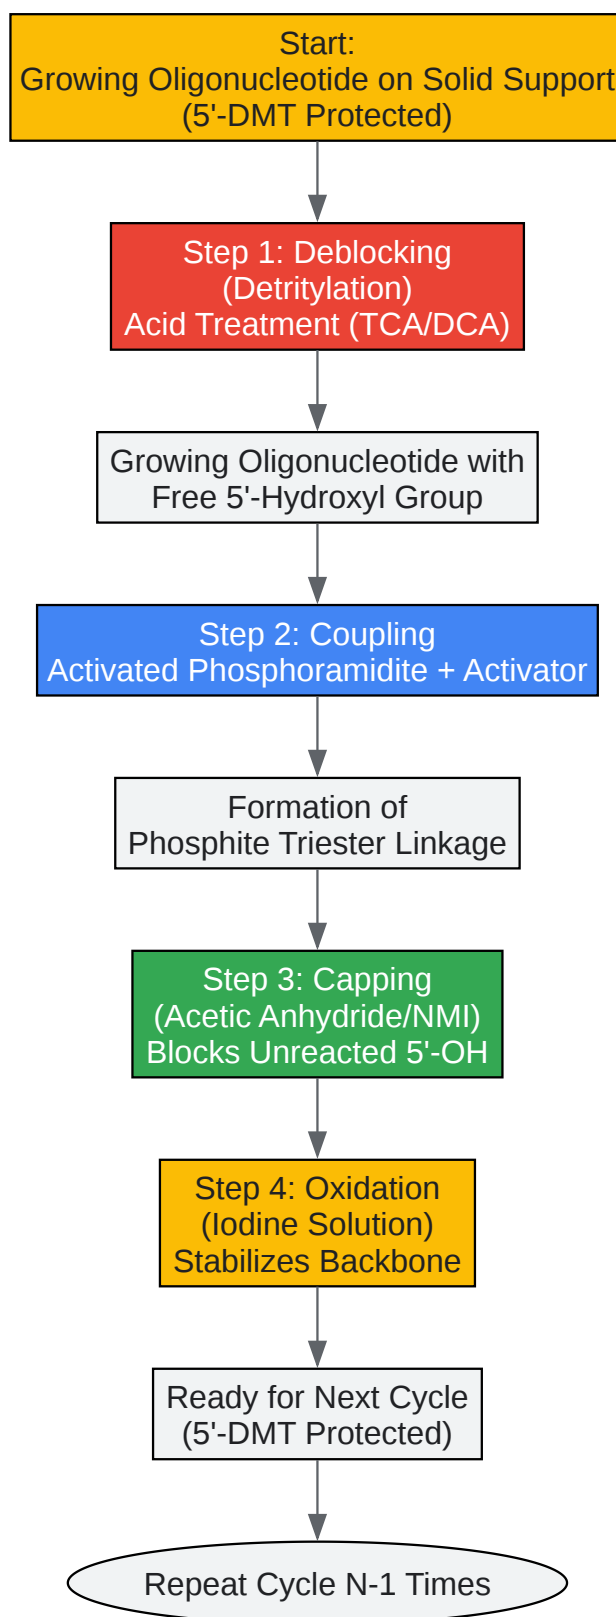 Start:
Growing Oligonucleotide on Solid Support
(5'-DMT Protected)
Step 1: Deblocking
(Detritylation)
Acid Treatment (TCA/DCA)
Growing Oligonucleotide with
Free 5'-Hydroxyl Group
Step 2: Coupling
Activated Phosphoramidite + Activator
Formation of
Phosphite Triester Linkage
Step 3: Capping
(Acetic Anhydride/NMI)
Blocks Unreacted 5'-OH
Step 4: Oxidation
(Iodine Solution)
Stabilizes Backbone
Ready for Next Cycle
(5'-DMT Protected)
Repeat Cycle N-1 Times